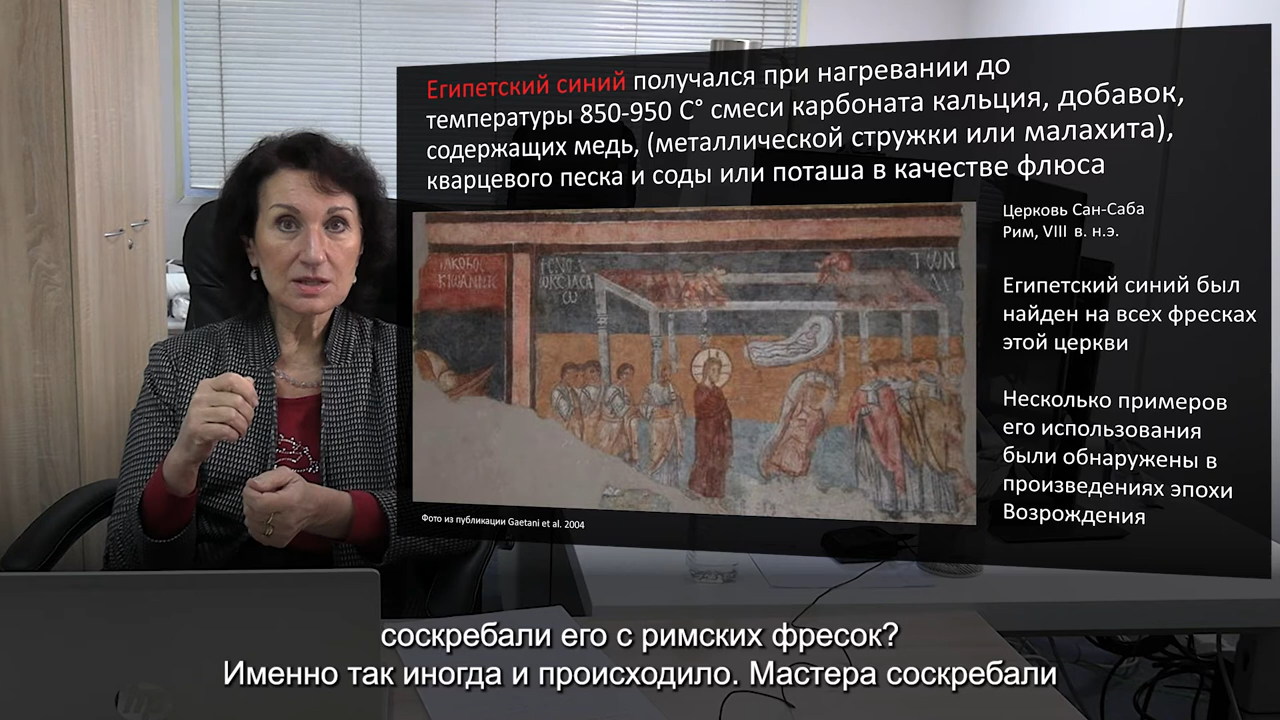 Египетский синий получался при нагревании до
температуры 850-950 С° смеси карбоната кальция, добавок,
содержащих медь, (металлической стружки или малахита),
кварцевого песка и соды или поташа в качестве флюса
Церковь Сан-Саба
Рим, VIII в. н.э.
Египетский синий был
найден на всех фресках
этой церкви
Несколько примеров
его использования
были обнаружены в
произведениях эпохи
Возрождения
Фото из публикации Gaetani et al. 2004
соскребали его с римских фресок?
Именно так иногда и происходило. Мастера соскребали